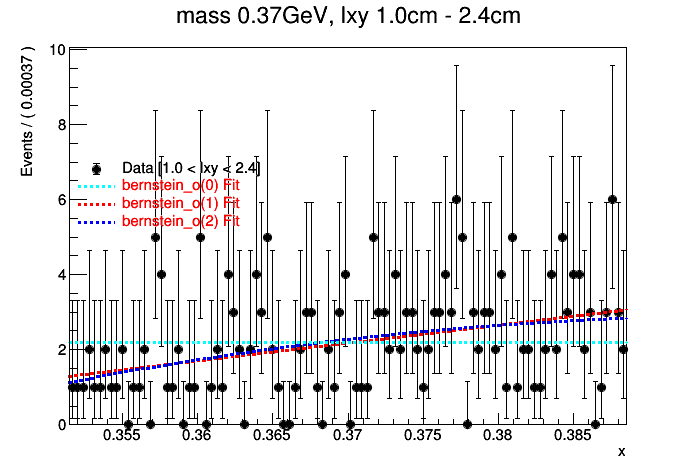 mass 0.37GeV, lxy 1.0cm - 2.4cm
Events / ( 0.00037 )
10
8
6
4
2
0
Data [1.0 < lxy < 2.4]
bernstein_o(0) Fit
bernstein_o(1) Fit
bernstein_o(2) Fit
0.355 0.36 0.365 0.37 0.375 0.38 0.385
x